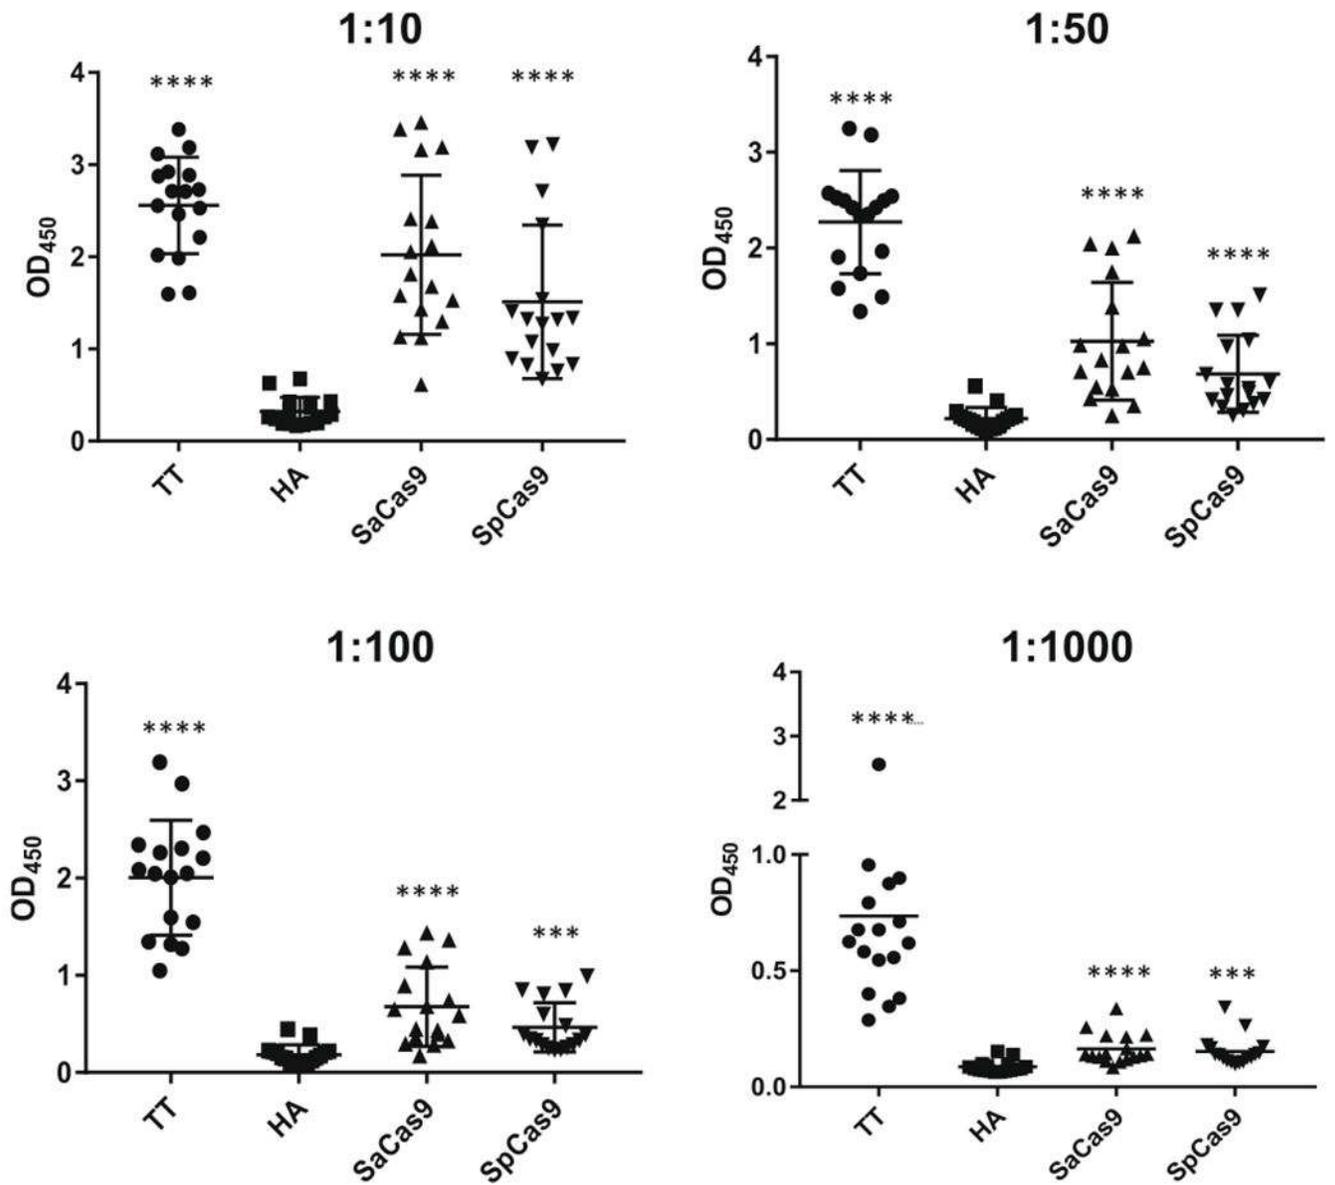 1:10
4
3
2
1
0
OD450
****
****
****
TT
HA
SaCas9
SpCas9
1:50
4
3
2
1
0
OD450
****
****
****
TT
HA
SaCas9
SpCas9
1:100
4
3
2
1
0
OD450
****
****
***
TT
HA
SaCas9
SpCas9
1:1000
4
3
2
1.0
0.5
0.0
OD450
****
****
***
TT
HA
SaCas9
SpCas9